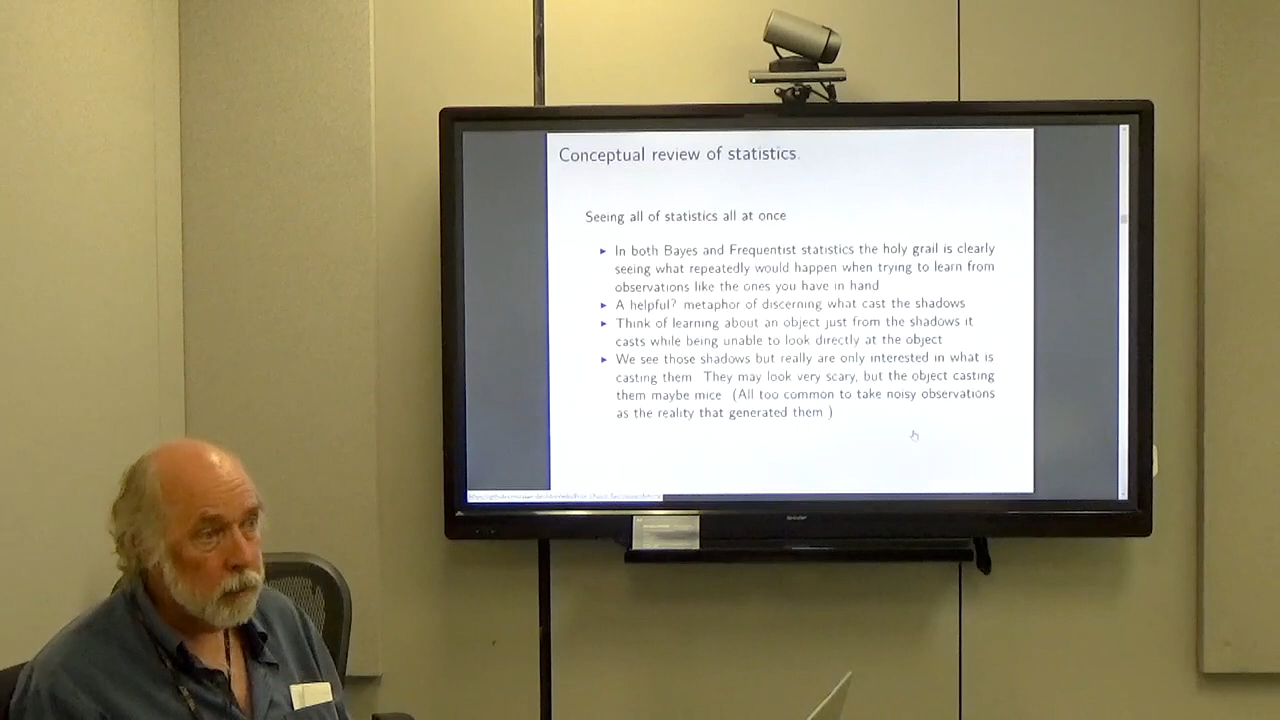 Conceptual review of statistics.
Seeing all of statistics all at once
In both Bayes and Frequentist statistics the holy grail is clearly
seeing what repeatedly would happen when trying to learn from
observations like the ones you have in hand
A helpful? metaphor of discerning what cast the shadows
Think of learning about an object just from the shadows it
casts while being unable to look directly at the object
We see those shadows but really are only interested in what is
casting them. They may look very scary, but the object casting
them maybe mice. (All too common to take noisy observations
as the reality that generated them.)
SHARP